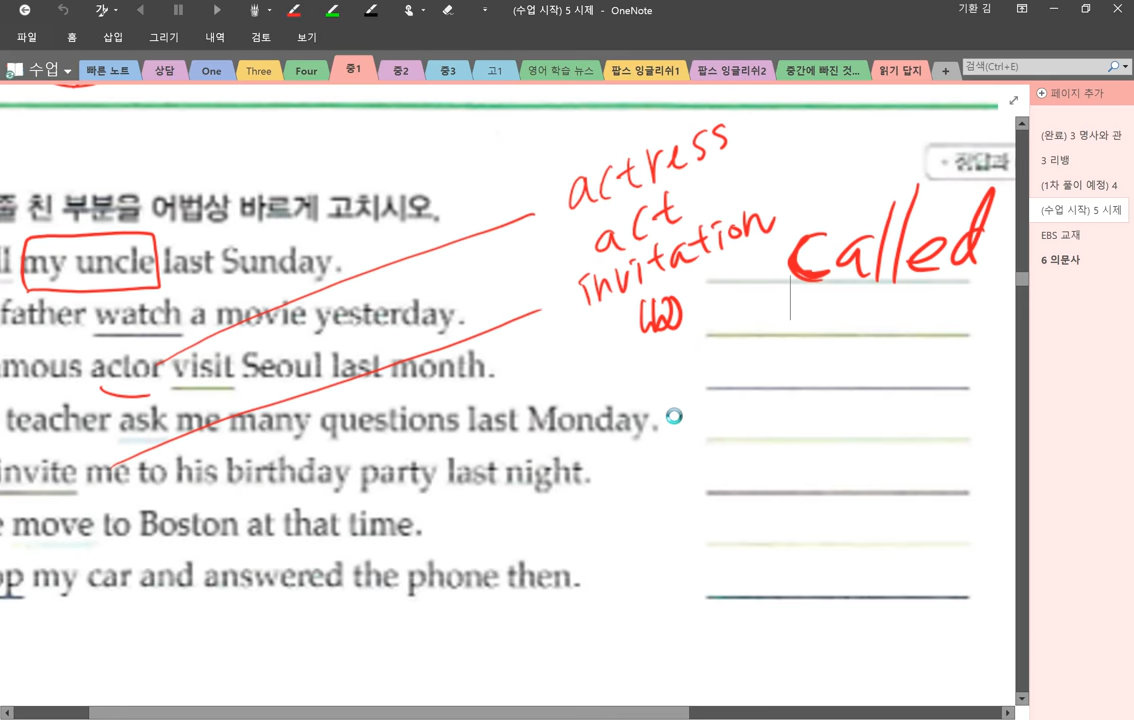 (수업 시작) 5 시제 - OneNote
기환 김
파일 홈 삽입 그리기 내역 검토 보기
수업 빠른 노트 상담 One Three Four 중1 중2 중3 고1 영어 학습 뉴스 팝스 잉글리쉬1 팝스 잉글리쉬2 중간에 빠진 것... 읽기 답지 + 검색(Ctrl+E)
페이지 추가
(완료) 3 명사와 관
3 리뱅
(1차 풀이 예정) 4
(수업 시작) 5 시제
EBS 교재
6 의문사
정답과
줄 친 부분을 어법상 바르게 고치시오.
actress
act
invitation
called
ll my uncle last Sunday.
father watch a movie yesterday.
mous actor visit Seoul last month.
teacher ask me many questions last Monday.
invite me to his birthday party last night.
e move to Boston at that time.
op my car and answered the phone then.